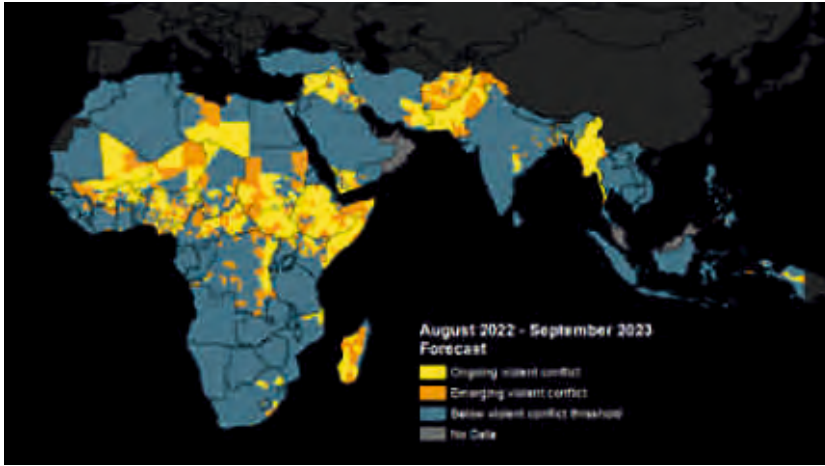 August 2022 - September 2023
Forecast
Ongoing violent conflict
Emerging violent conflict
Below violent conflict threshold
No Data